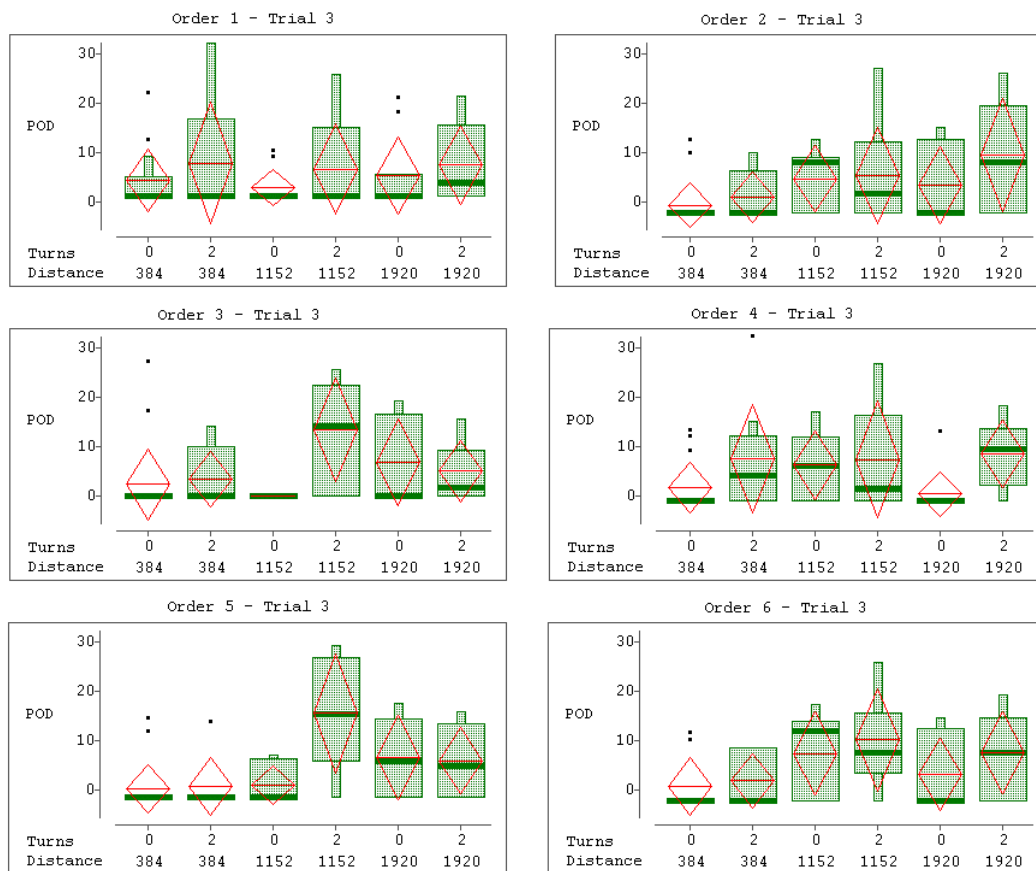 Order 1 - Trial 3
30
20
POD
10
0
Turns 0 2 0 2 0 2
Distance 384 384 1152 1152 1920 1920
Order 2 - Trial 3
30
20
POD
10
0
Turns 0 2 0 2 0 2
Distance 384 384 1152 1152 1920 1920
Order 3 - Trial 3
30
20
POD
10
0
Turns 0 2 0 2 0 2
Distance 384 384 1152 1152 1920 1920
Order 4 - Trial 3
30
20
POD
10
0
Turns 0 2 0 2 0 2
Distance 384 384 1152 1152 1920 1920
Order 5 - Trial 3
30
20
POD
10
0
Turns 0 2 0 2 0 2
Distance 384 384 1152 1152 1920 1920
Order 6 - Trial 3
30
20
POD
10
0
Turns 0 2 0 2 0 2
Distance 384 384 1152 1152 1920 1920